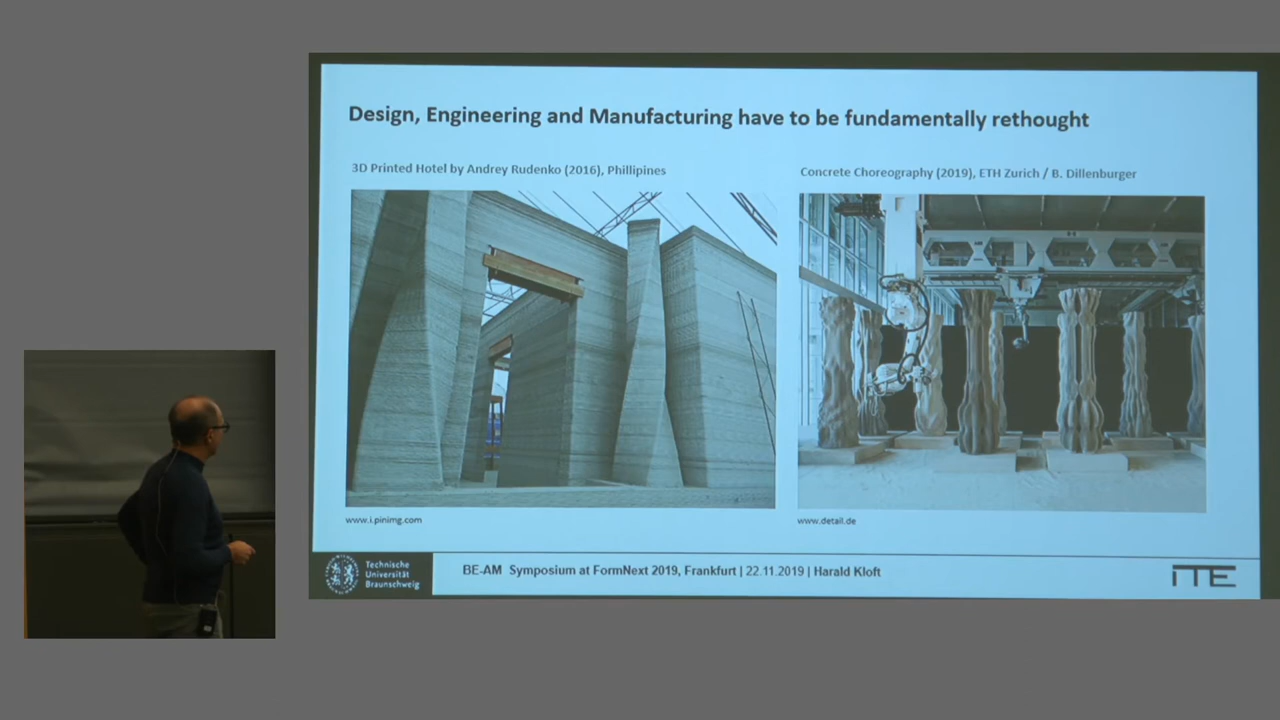 Design, Engineering and Manufacturing have to be fundamentally rethought
3D Printed Hotel by Andrey Rudenko (2016), Phillipines
Concrete Choreography (2019), ETH Zurich / B. Dillenburger
www.i.pinimg.com
www.detail.de
Technische
Universität
Braunschweig
BE-AM Symposium at FormNext 2019, Frankfurt | 22.11.2019 | Harald Kloft
iTE